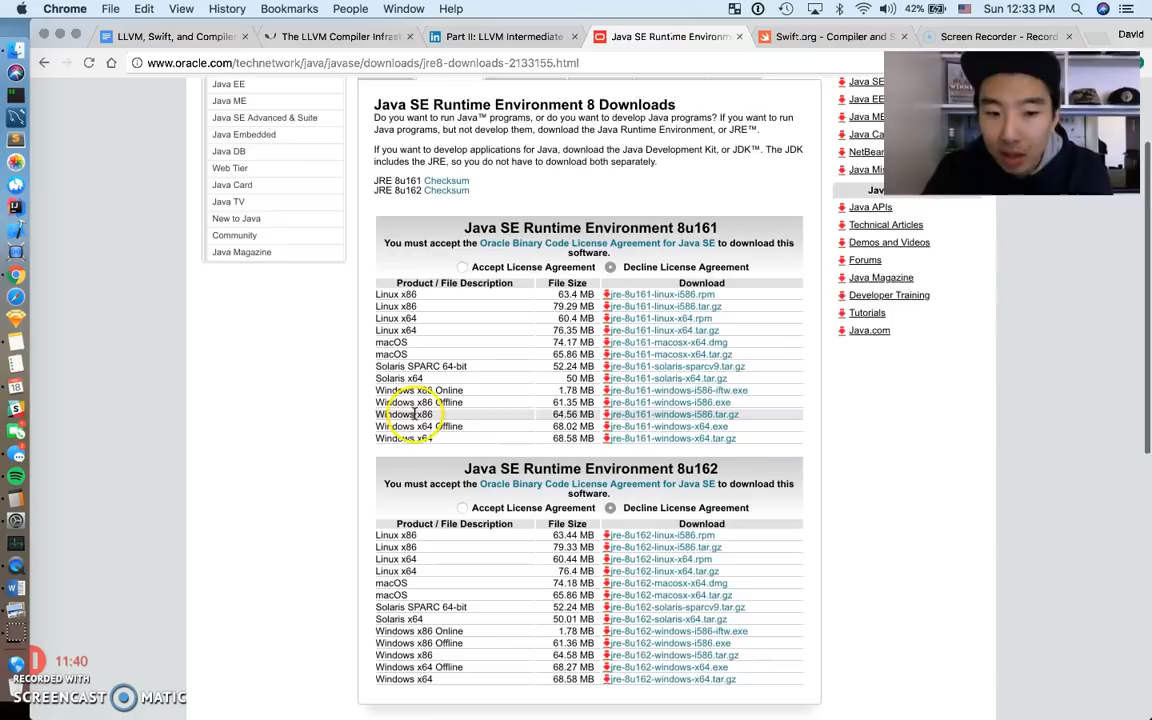 Chrome File Edit View History Bookmarks People Window Help 42% Sun 12:33 PM
LLVM, Swift, and Compiler
The LLVM Compiler Infrast
Part II: LLVM Intermediate
Java SE Runtime Environm
Swift.org - Compiler and S
Screen Recorder - Record
David
www.oracle.com/technetwork/java/javase/downloads/jre8-downloads-2133155.html
Java EE
Java ME
Java SE Advanced & Suite
Java Embedded
Java DB
Web Tier
Java Card
Java TV
New to Java
Community
Java Magazine
Java SE Runtime Environment 8 Downloads
Do you want to run Java™ programs, or do you want to develop Java programs? If you want to run
Java programs, but not develop them, download the Java Runtime Environment, or JRE™.
If you want to develop applications for Java, download the Java Development Kit, or JDK™. The JDK
includes the JRE, so you do not have to download both separately.
JRE 8u161 Checksum
JRE 8u162 Checksum
Java SE Runtime Environment 8u161
You must accept the Oracle Binary Code License Agreement for Java SE to download this
software.
Accept License Agreement Decline License Agreement
Product / File Description File Size Download
Linux x86 63.4 MB jre-8u161-linux-i586.rpm
Linux x86 79.29 MB jre-8u161-linux-i586.tar.gz
Linux x64 60.4 MB jre-8u161-linux-x64.rpm
Linux x64 76.35 MB jre-8u161-linux-x64.tar.gz
macOS 74.17 MB jre-8u161-macosx-x64.dmg
macOS 65.86 MB jre-8u161-macosx-x64.tar.gz
Solaris SPARC 64-bit 52.24 MB jre-8u161-solaris-sparcv9.tar.gz
Solaris x64 50 MB jre-8u161-solaris-x64.tar.gz
Windows x86 Online 1.78 MB jre-8u161-windows-i586-iftw.exe
Windows x86 Offline 61.35 MB jre-8u161-windows-i586.exe
Windows x86 64.56 MB jre-8u161-windows-i586.tar.gz
Windows x64 Offline 68.02 MB jre-8u161-windows-x64.exe
Windows x64 68.58 MB jre-8u161-windows-x64.tar.gz
Java SE Runtime Environment 8u162
You must accept the Oracle Binary Code License Agreement for Java SE to download this
software.
Accept License Agreement Decline License Agreement
Product / File Description File Size Download
Linux x86 63.44 MB jre-8u162-linux-i586.rpm
Linux x86 79.33 MB jre-8u162-linux-i586.tar.gz
Linux x64 60.44 MB jre-8u162-linux-x64.rpm
Linux x64 76.4 MB jre-8u162-linux-x64.tar.gz
macOS 74.18 MB jre-8u162-macosx-x64.dmg
macOS 65.86 MB jre-8u162-macosx-x64.tar.gz
Solaris SPARC 64-bit 52.24 MB jre-8u162-solaris-sparcv9.tar.gz
Solaris x64 50.01 MB jre-8u162-solaris-x64.tar.gz
Windows x86 Online 1.78 MB jre-8u162-windows-i586-iftw.exe
Windows x86 Offline 61.36 MB jre-8u162-windows-i586.exe
Windows x86 64.58 MB jre-8u162-windows-i586.tar.gz
Windows x64 Offline 68.27 MB jre-8u162-windows-x64.exe
Windows x64 68.58 MB jre-8u162-windows-x64.tar.gz
Java SE
Java EE
Java ME
Java Ca
NetBea
Java Mis
Jav
Java APIs
Technical Articles
Demos and Videos
Forums
Java Magazine
Developer Training
Tutorials
Java.com
18
11:40
RECORDED WITH
SCREENCAST MATIC